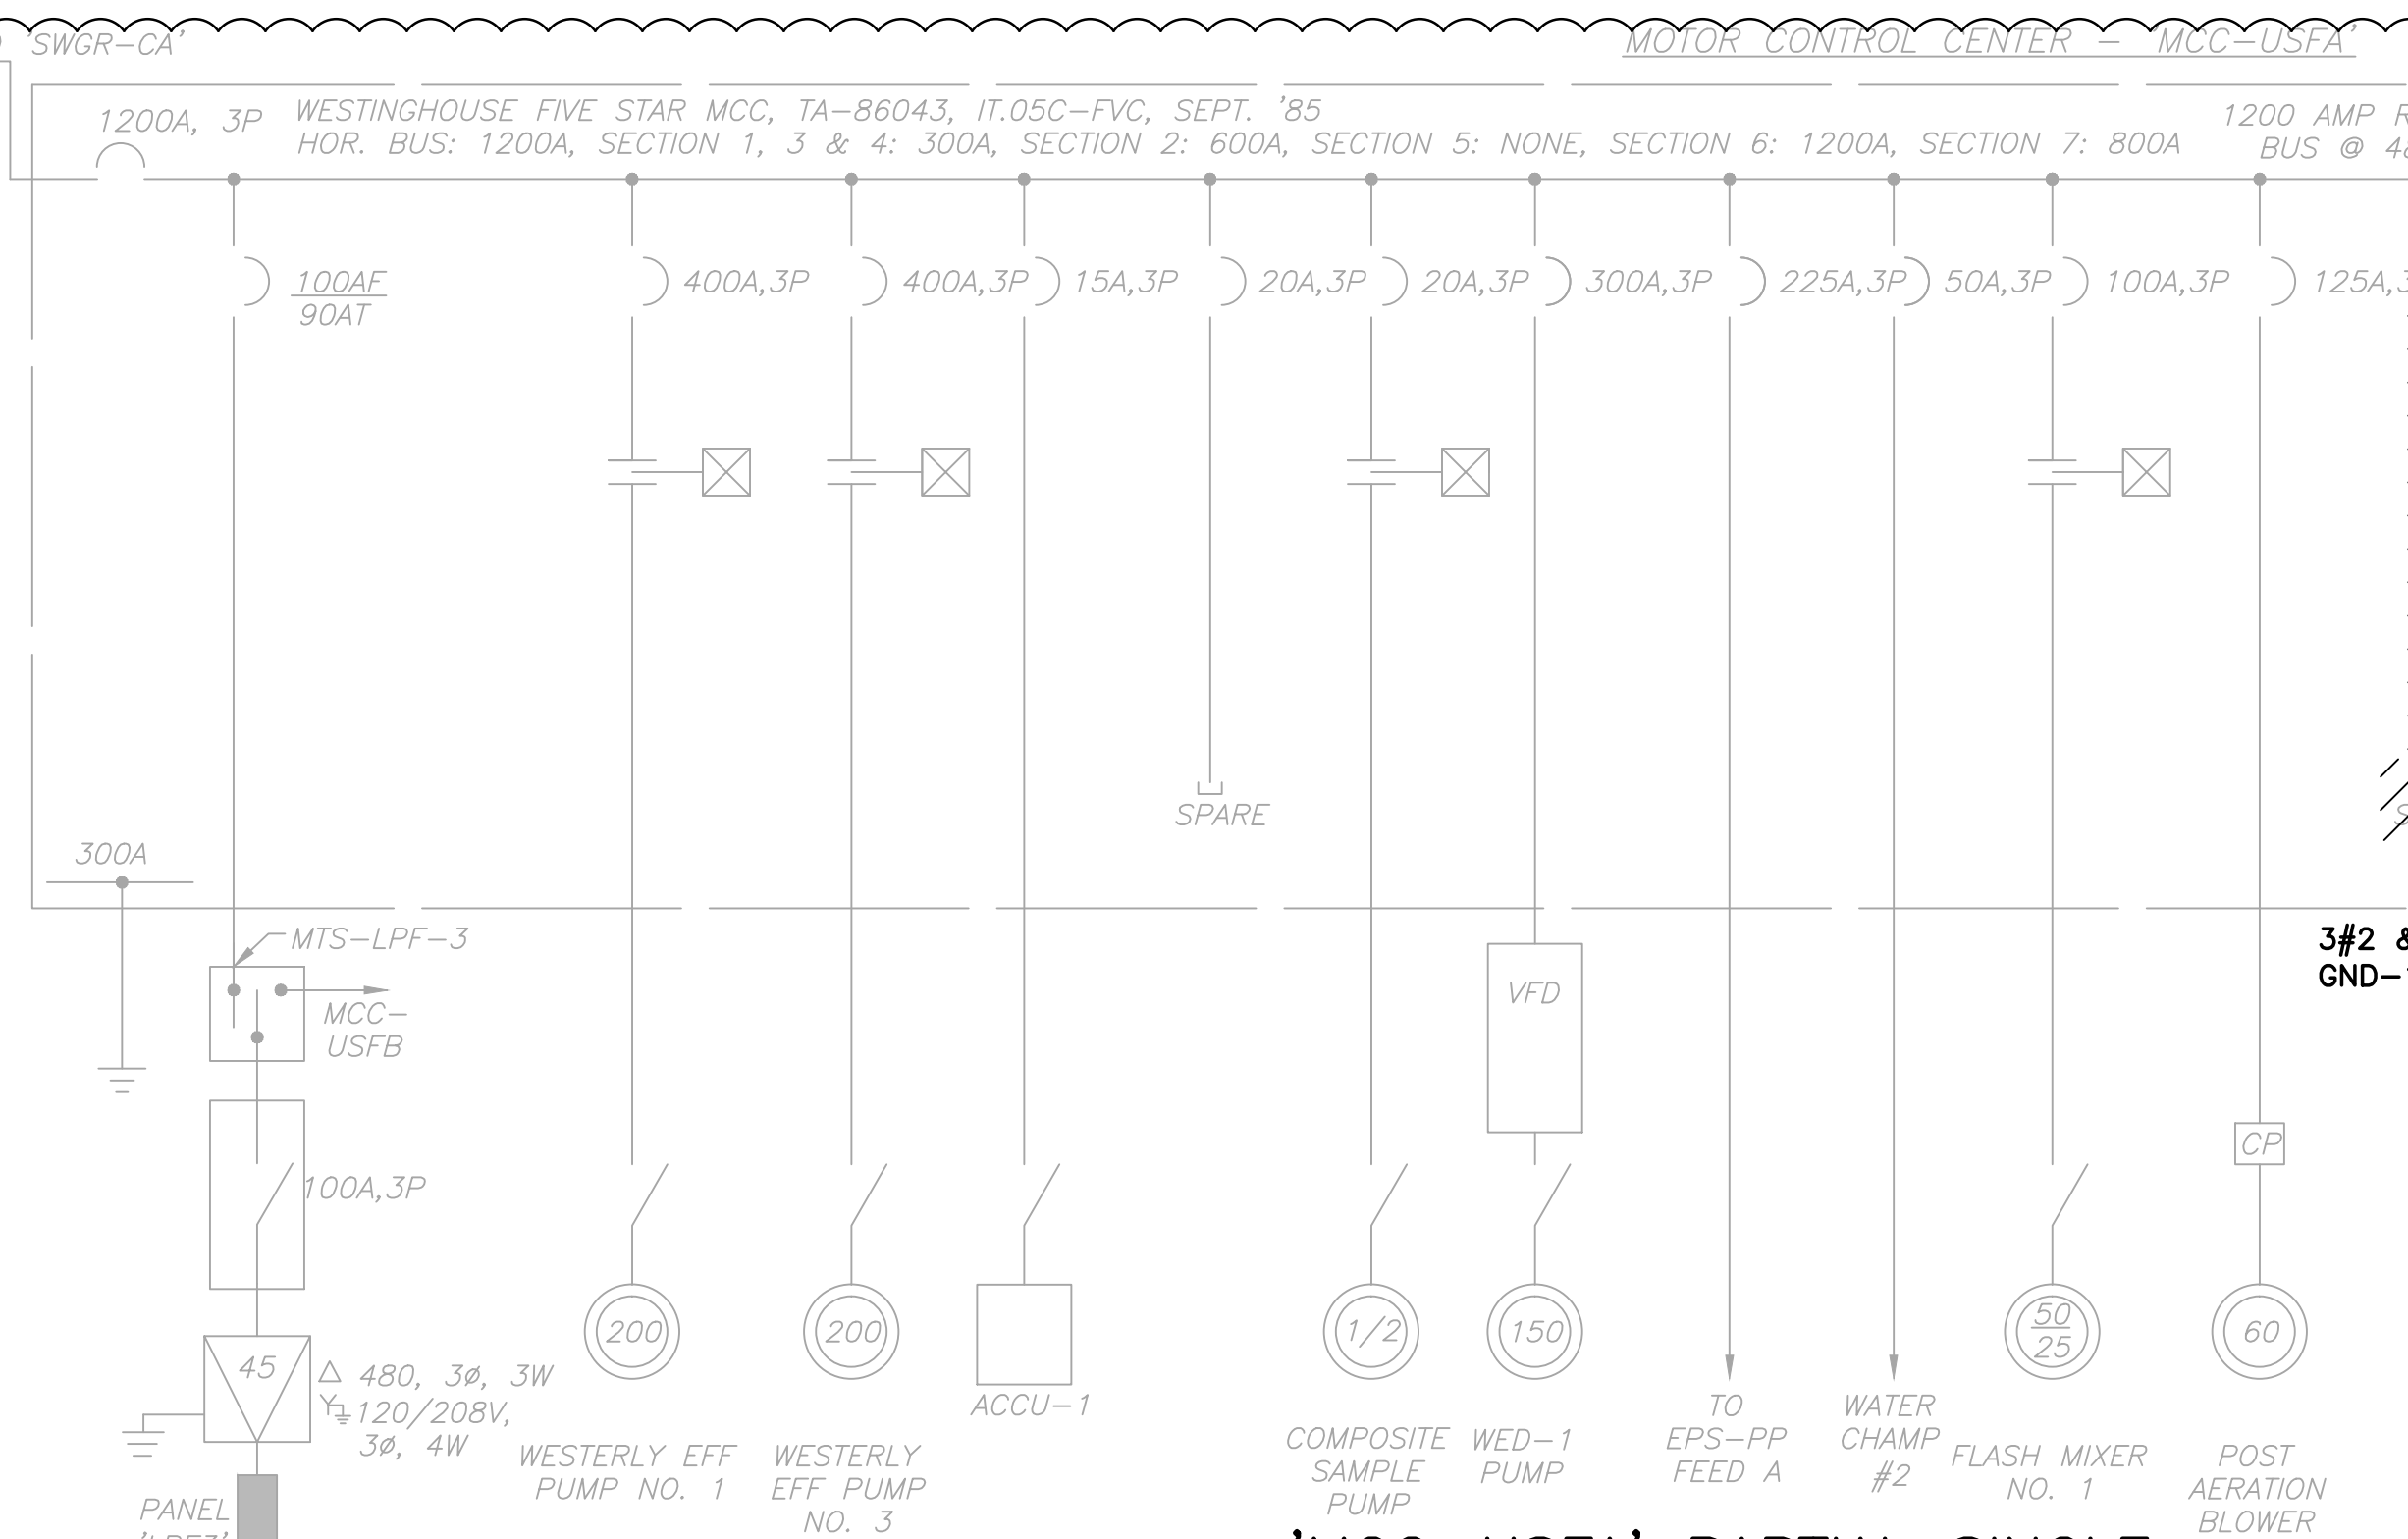 'SWGR-CA'
MOTOR CONTROL CENTER - 'MCC-USFA'
1200A, 3P
WESTINGHOUSE FIVE STAR MCC, TA-86043, IT.05C-FVC, SEPT. '85
HOR. BUS: 1200A, SECTION 1, 3 & 4: 300A, SECTION 2: 600A, SECTION 5: NONE, SECTION 6: 1200A, SECTION 7: 800A
1200 AMP
BUS @
100AF
90AT
400A,3P
400A,3P
15A,3P
20A,3P
20A,3P
300A,3P
225A,3P
50A,3P
100A,3P
125A,3
SPARE
300A
MTS-LPF-3
MCC-
USFB
3#2 &
GND-
VFD
CP
100A,3P
45
480, 3ø, 3W
120/208V,
3ø, 4W
200
200
1/2
150
50
25
60
ACCU-1
WESTERLY EFF
PUMP NO. 1
WESTERLY
EFF PUMP
NO. 3
COMPOSITE
SAMPLE
PUMP
WED-1
PUMP
TO
EPS-PP
FEED A
WATER
CHAMP
#2
FLASH MIXER
NO. 1
POST
AERATION
BLOWER
PANEL